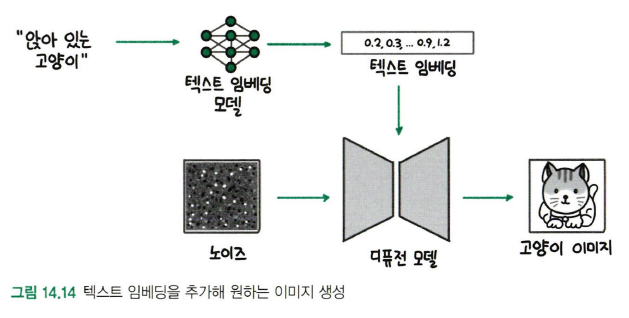 "앉아 있는
고양이"
텍스트 임베딩
모델
0.2, 0.3, ... 0.9, 1.2
텍스트 임베딩
노이즈
디퓨전 모델
고양이 이미지
그림 14.14 텍스트 임베딩을 추가해 원하는 이미지 생성